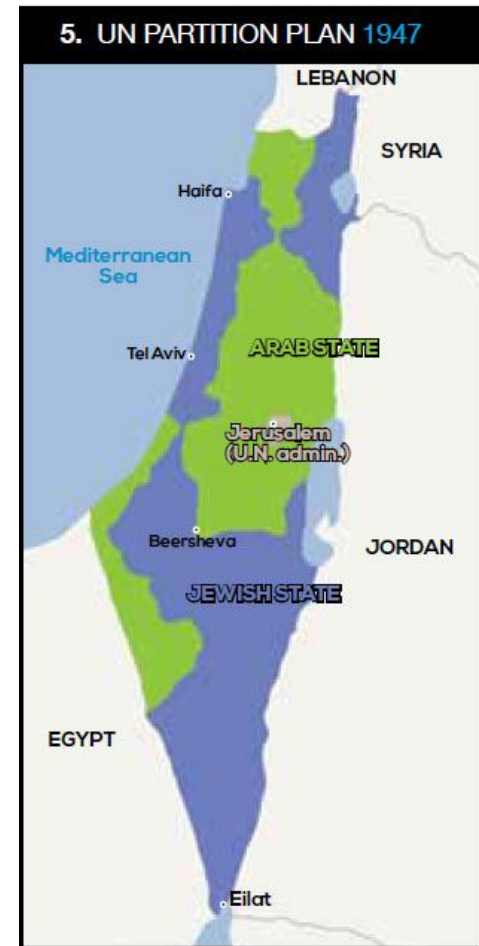 5. UN PARTITION PLAN 1947
LEBANON
SYRIA
Haifa
Mediterranean
Sea
Tel Aviv
ARAB STATE
Jerusalem
(U.N. admin.)
Beersheva
JORDAN
JEWISH STATE
EGYPT
Eilat